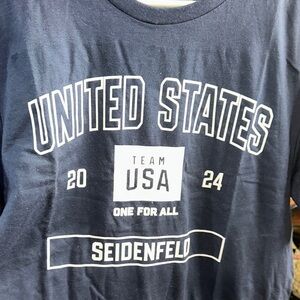 UNITED STATES
TEAM
20 USA 24
ONE FOR ALL
SEIDENFELD